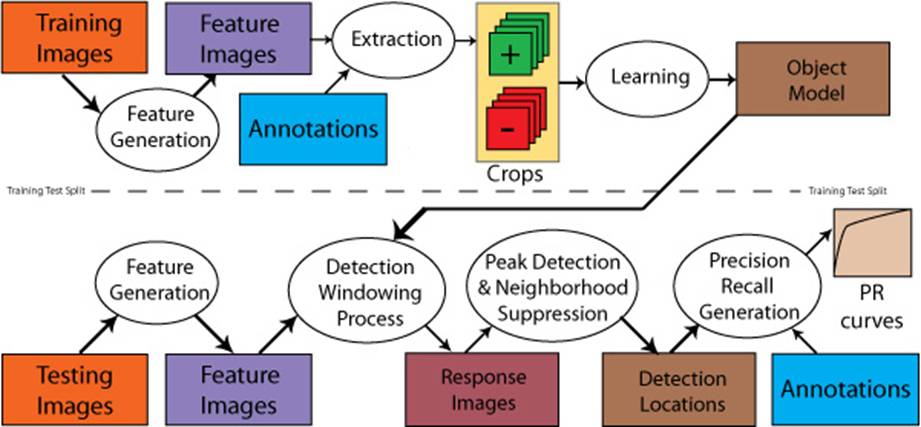 Training
Images
Feature
Images
Extraction
+
-
Crops
Learning
Object
Model
Feature
Generation
Annotations
Training Test Split
Training Test Split
Feature
Generation
Detection
Windowing
Process
Peak Detection
& Neighborhood
Suppression
Precision
Recall
Generation
PR
curves
Testing
Images
Feature
Images
Response
Images
Detection
Locations
Annotations